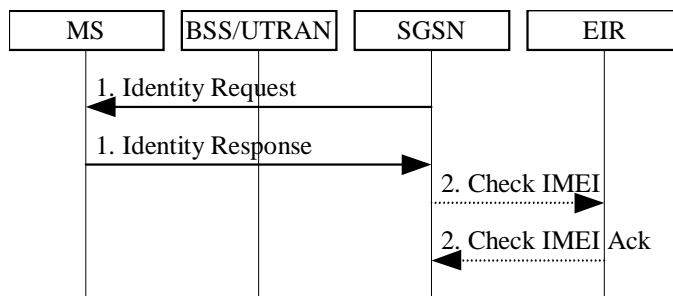 MS
BSS/UTRAN
SGSN
EIR
1. Identity Request
1. Identity Response
2. Check IMEI
2. Check IMEI Ack